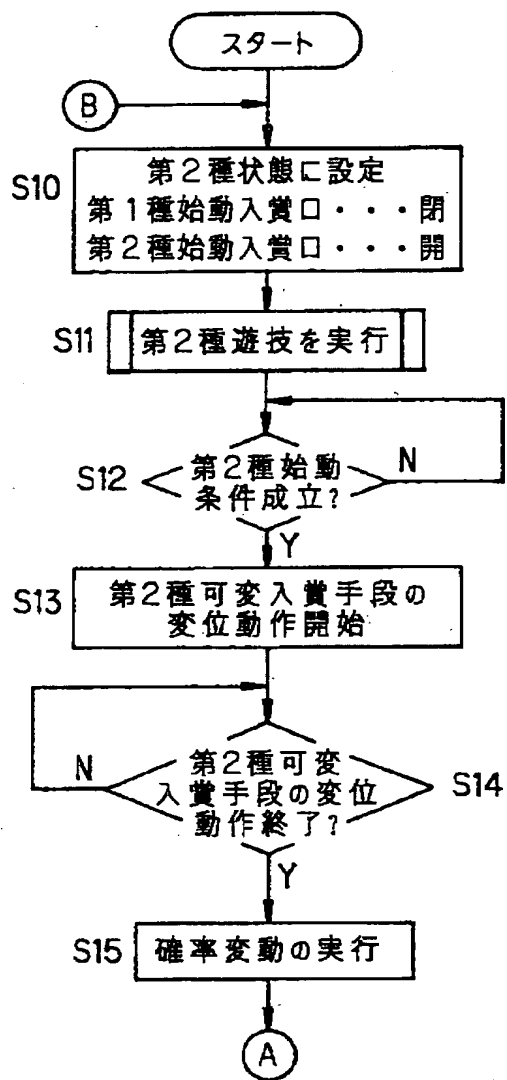 スタート
B
S10
第2種状態に設定
第1種始動入賞口・・・閉
第2種始動入賞口・・・開
S11
第2種遊技を実行
S12
第2種始動
条件成立?
N
Y
S13
第2種可変入賞手段の
変位動作開始
N
第2種可変
入賞手段の変位
動作終了?
S14
Y
S15
確率変動の実行
A